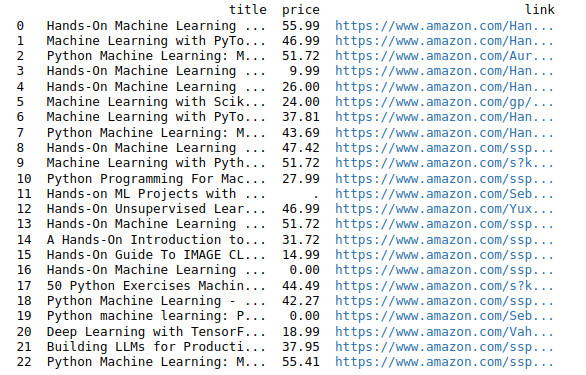 title price link
0 Hands-On Machine Learning ... 55.99 https://www.amazon.com/Han...
1 Machine Learning with PyTo... 46.99 https://www.amazon.com/Han...
2 Python Machine Learning: M... 51.72 https://www.amazon.com/Aur...
3 Hands-On Machine Learning ... 9.99 https://www.amazon.com/Han...
4 Hands-On Machine Learning ... 26.00 https://www.amazon.com/Han...
5 Machine Learning with Scik... 24.00 https://www.amazon.com/gp/...
6 Machine Learning with PyTo... 37.81 https://www.amazon.com/Han...
7 Python Machine Learning: M... 43.69 https://www.amazon.com/Han...
8 Hands-On Machine Learning ... 47.42 https://www.amazon.com/ssp...
9 Machine Learning with Pyth... 51.72 https://www.amazon.com/s?k...
10 Python Programming For Mac... 27.99 https://www.amazon.com/ssp...
11 Hands-on ML Projects with ... . https://www.amazon.com/Seb...
12 Hands-On Unsupervised Lear... 46.99 https://www.amazon.com/Yux...
13 Hands-On Machine Learning ... 51.72 https://www.amazon.com/ssp...
14 A Hands-On Introduction to... 31.72 https://www.amazon.com/ssp...
15 Hands-On Guide To IMAGE CL... 14.99 https://www.amazon.com/ssp...
16 Hands-On Machine Learning ... 0.00 https://www.amazon.com/ssp...
17 50 Python Exercises Machin... 44.49 https://www.amazon.com/s?k...
18 Python Machine Learning - ... 42.27 https://www.amazon.com/ssp...
19 Python machine learning: P... 0.00 https://www.amazon.com/Seb...
20 Deep Learning with TensorF... 18.99 https://www.amazon.com/Vah...
21 Building LLMs for Producti... 37.95 https://www.amazon.com/ssp...
22 Python Machine Learning: M... 55.41 https://www.amazon.com/ssp...